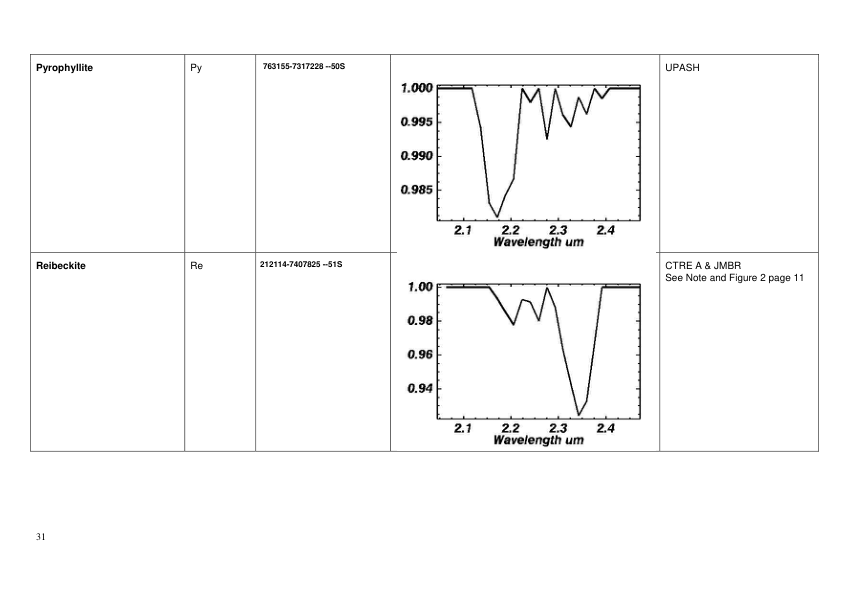 Pyrophyllite
Py
763155-7317228 --50S
1.000
0.995
0.990
0.985
2.1 2.2 2.3 2.4
Wavelength um
UPASH
Reibeckite
Re
212114-7407825 --51S
1.00
0.98
0.96
0.94
2.1 2.2 2.3 2.4
Wavelength um
CTRE A & JMBR
See Note and Figure 2 page 11
31